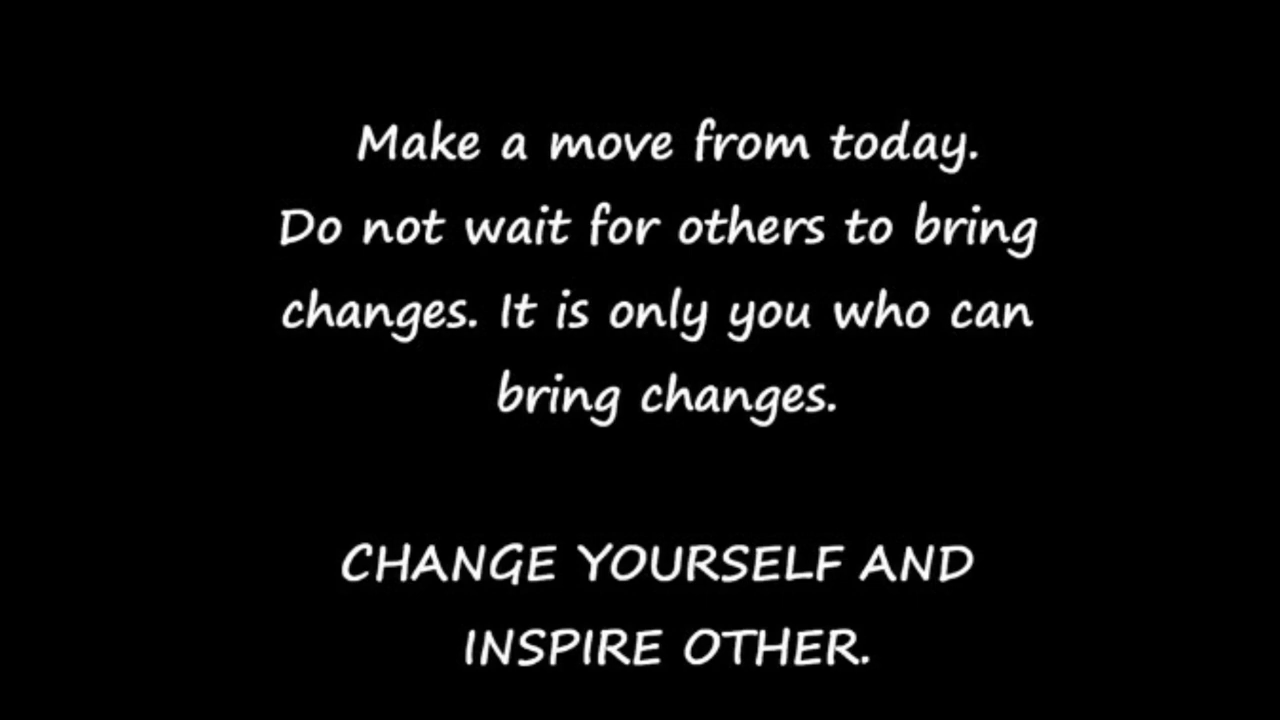 Make a move from today.
Do not wait for others to bring
changes. It is only you who can
bring changes.
CHANGE YOURSELF AND
INSPIRE OTHER.